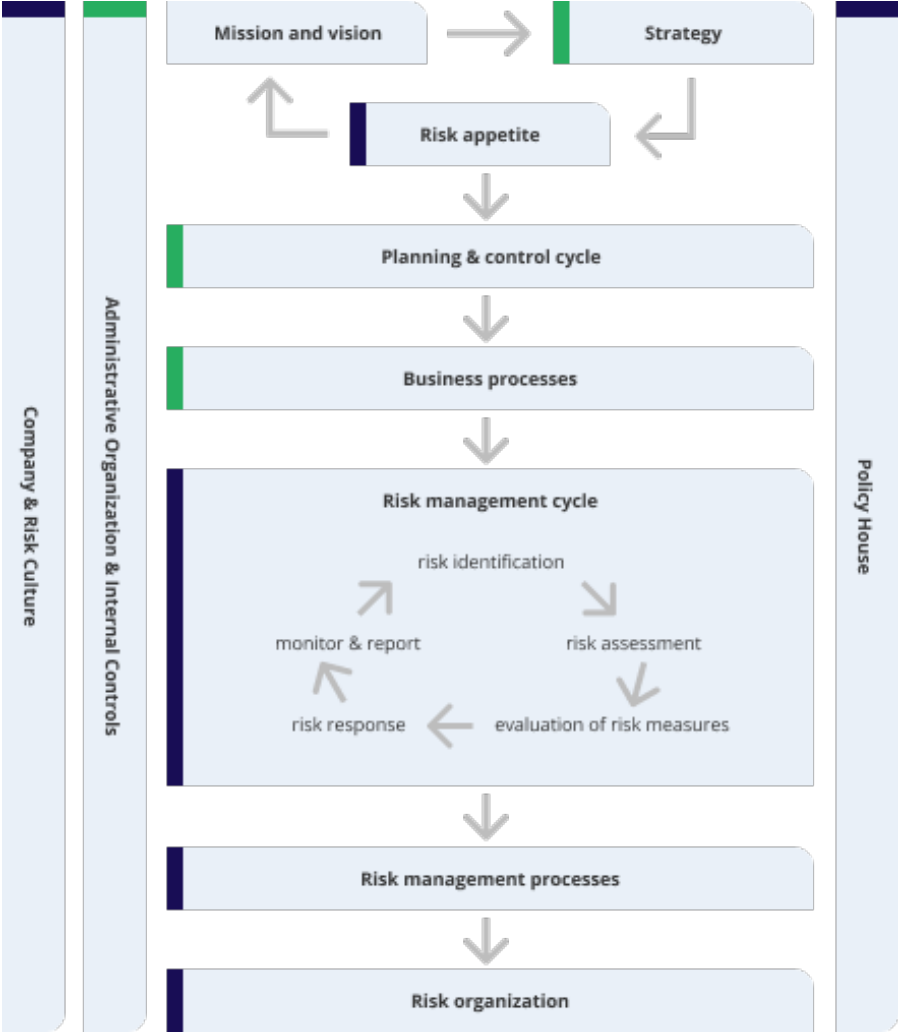 Mission and vision
Strategy
Risk appetite
Planning & control cycle
Business processes
Risk management cycle
risk identification
monitor & report
risk assessment
risk response
evaluation of risk measures
Risk management processes
Risk organization
Company & Risk Culture
Administrative Organization & Internal Controls
Policy House